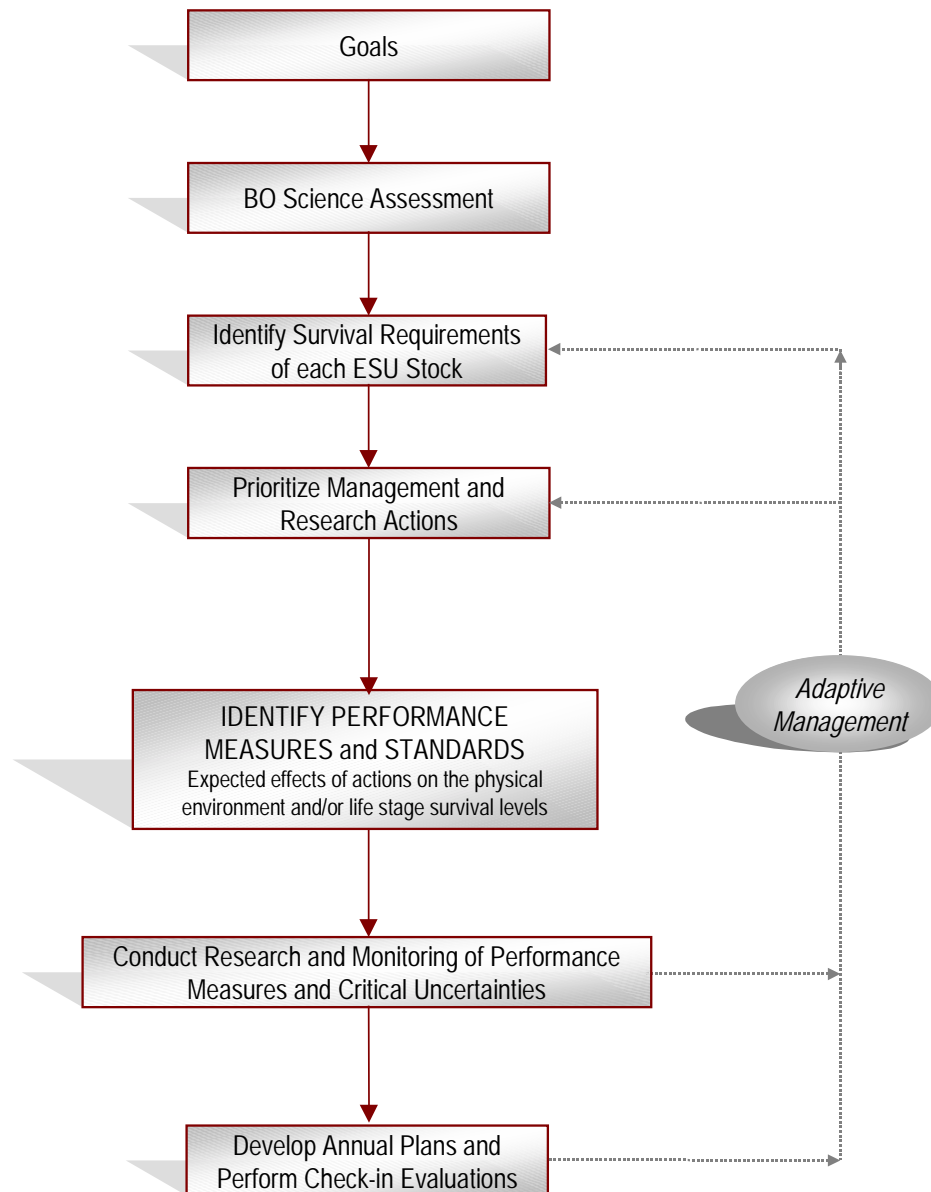 Goals
BO Science Assessment
Identify Survival Requirements
of each ESU Stock
Prioritize Management and
Research Actions
IDENTIFY PERFORMANCE
MEASURES and STANDARDS
Expected effects of actions on the physical
environment and/or life stage survival levels
Adaptive
Management
Conduct Research and Monitoring of Performance
Measures and Critical Uncertainties
Develop Annual Plans and
Perform Check-in Evaluations